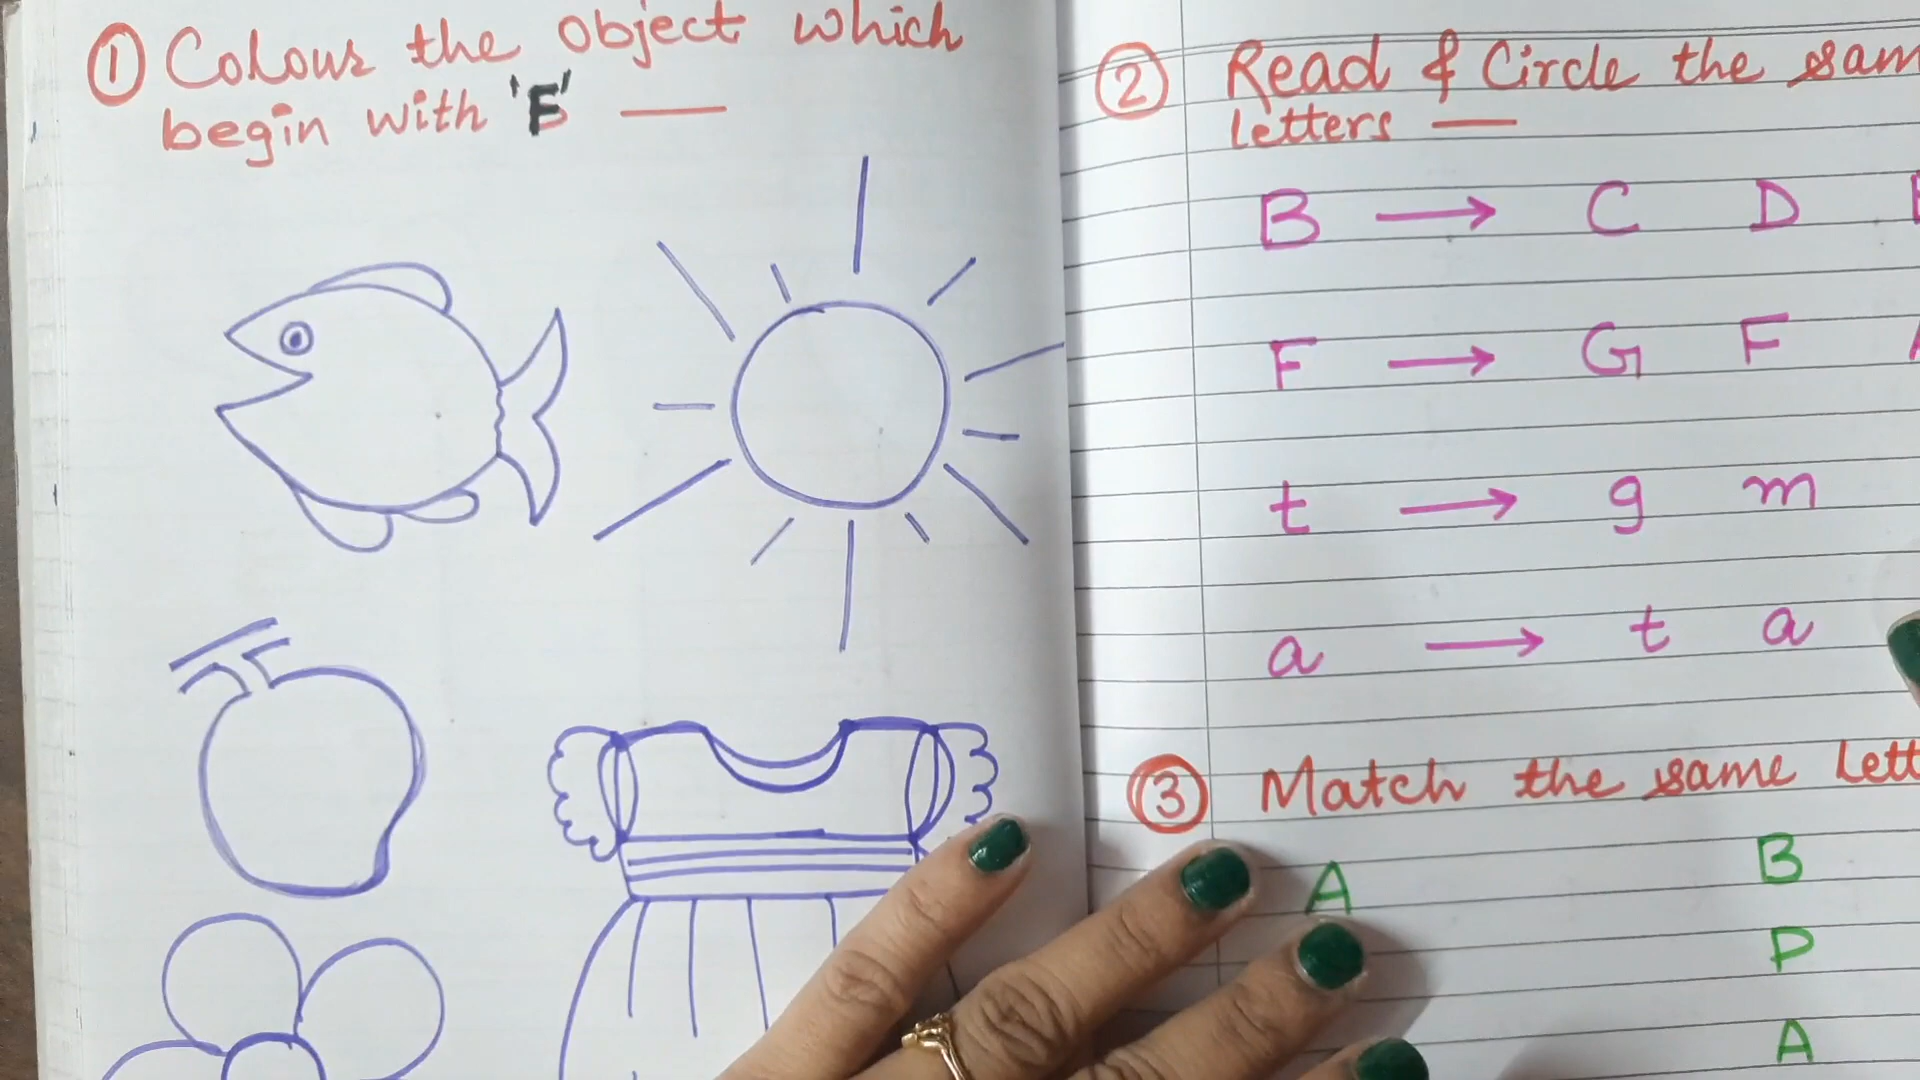 ① Colour the object which
begin with 'F' —
② Read & Circle the sam
letters —
B → C D
F → G F
t → g m
a → t a
③ Match the same Lett
A B
P
A